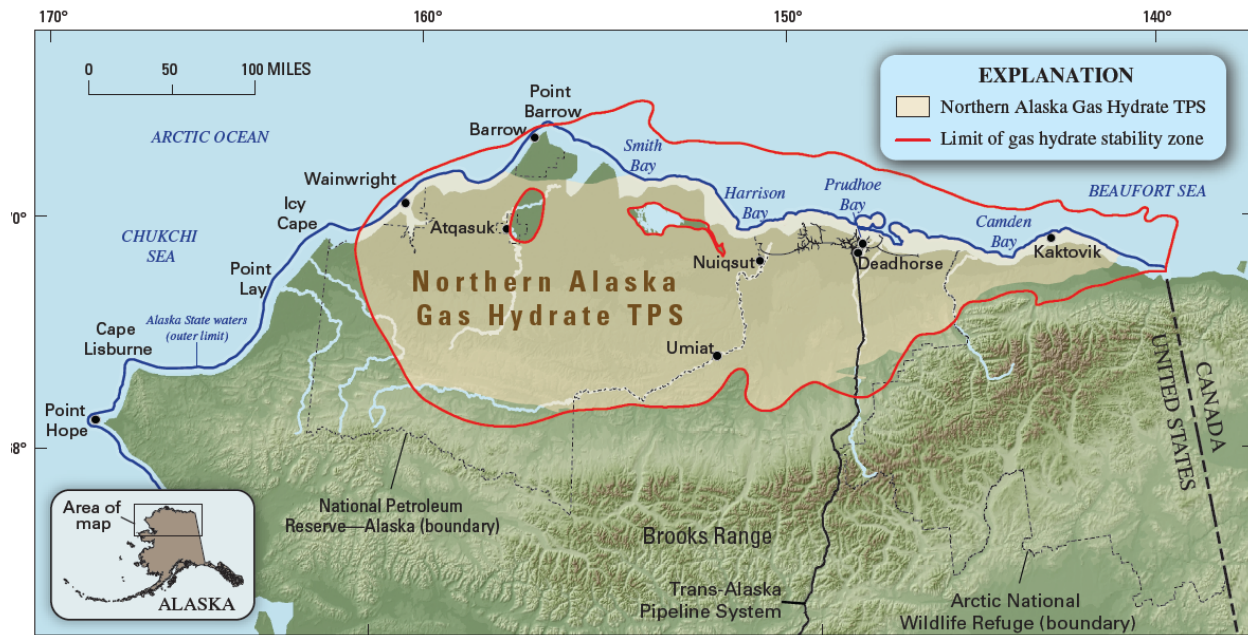 170°
160°
150°
140°
0 50 100 MILES
EXPLANATION
Northern Alaska Gas Hydrate TPS
Limit of gas hydrate stability zone
Point
Barrow
ARCTIC OCEAN
Barrow
Smith
Bay
Wainwright
Harrison
Bay
Prudhoe
Bay
BEAUFORT SEA
Icy
Cape
0°
Camden
Bay
CHUKCHI
SEA
Atqasuk
Kaktovik
Nuiqsut
Deadhorse
Point
Lay
Northern Alaska
Gas Hydrate TPS
Alaska State waters
(outer limit)
Cape
Lisburne
Umiat
CANADA
UNITED STATES
Point
Hope
8°
National Petroleum
Reserve—Alaska (boundary)
Area of
map
ALASKA
Brooks Range
Trans-Alaska
Pipeline System
Arctic National
Wildlife Refuge (boundary)